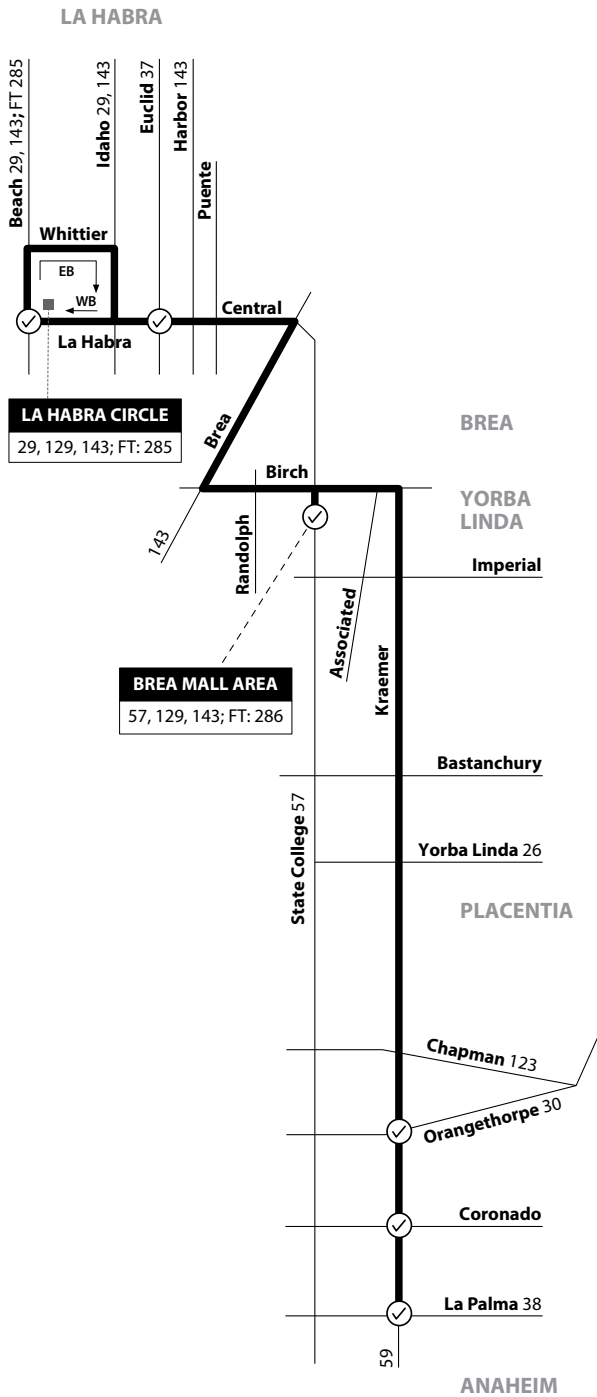 LA HABRA
Beach 29, 143; FT 285
Idaho 29, 143
Euclid 37
Harbor 143
Puente
Whittier
EB
WB
Central
La Habra
LA HABRA CIRCLE
29, 129, 143; FT: 285
Brea
BREA
Birch
YORBA
LINDA
143
Randolph
Imperial
Associated
Kraemer
BREA MALL AREA
57, 129, 143; FT: 286
Bastanchury
State College 57
Yorba Linda 26
PLACENTIA
Chapman 123
Orangethorpe 30
Coronado
La Palma 38
59
ANAHEIM